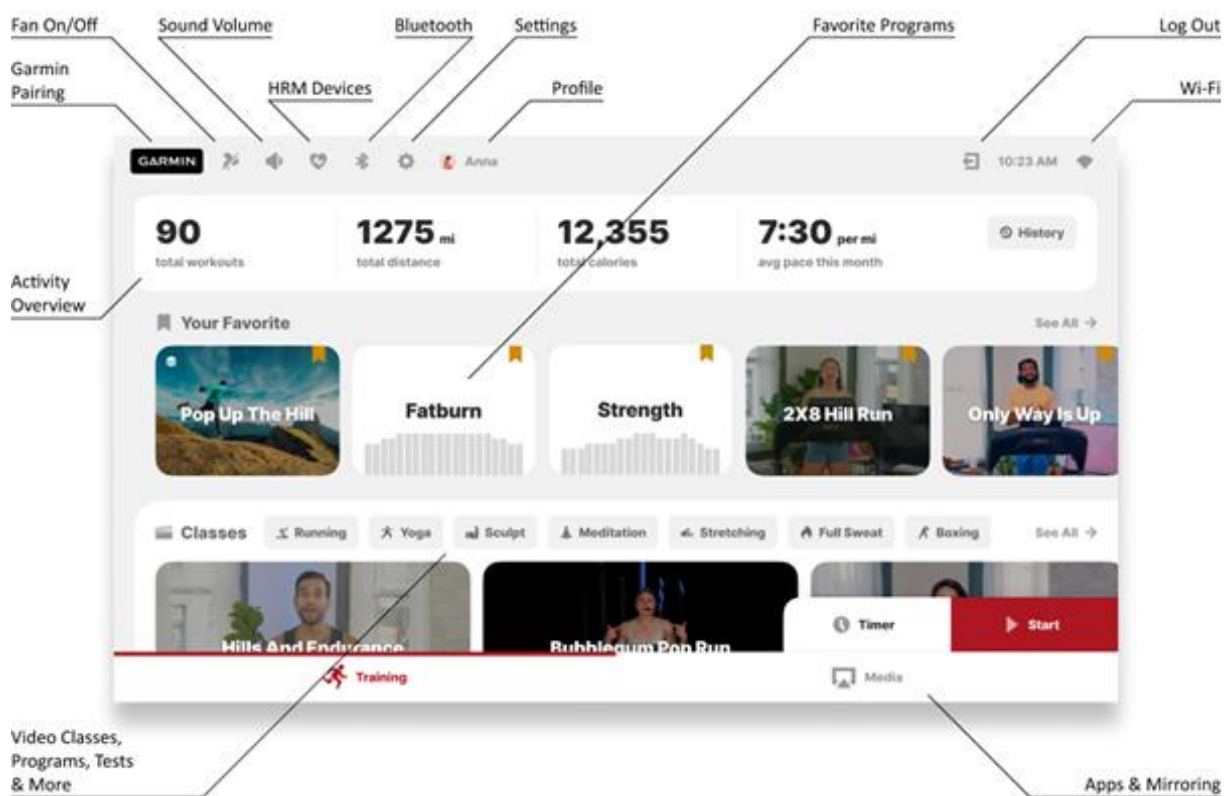 Fan On/Off
Sound Volume
Bluetooth
Settings
Favorite Programs
Log Out
Garmin
Pairing
HRM Devices
Profile
Wi-Fi
GARMIN
Anna
10:23 AM
90
total workouts
1275 mi
total distance
12,355
total calories
7:30 per mi
avg pace this month
History
Activity
Overview
Your Favorite
See All →
Pop Up The Hill
Fatburn
Strength
2X8 Hill Run
Only Way Is Up
Classes
Running
Yoga
Sculpt
Meditation
Stretching
Full Sweat
Boxing
See All →
Hills And Endurance
Bubblegum Pop Run
Timer
Start
Training
Media
Video Classes,
Programs, Tests
& More
Apps & Mirroring